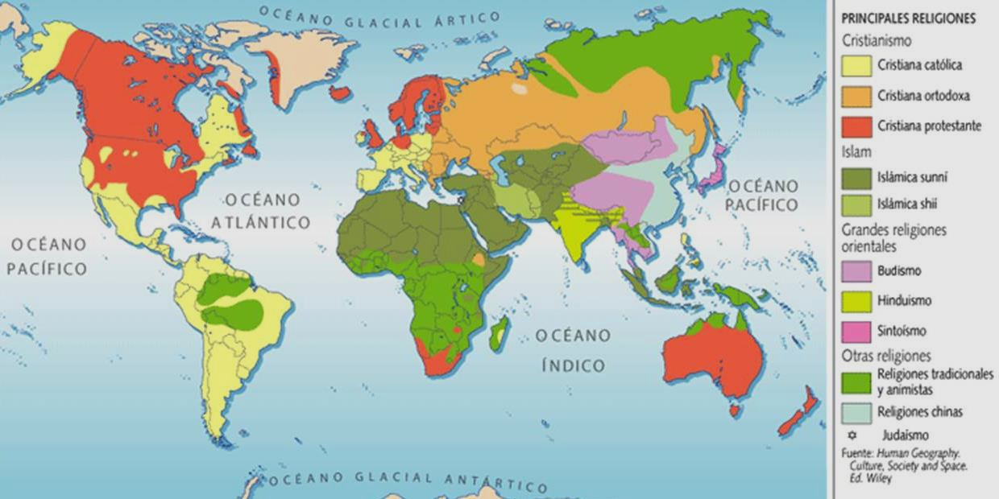 OCÉANO GLACIAL ÁRTICO
OCÉANO
ATLÁNTICO
OCÉANO
PACÍFICO
OCÉANO
PACÍFICO
OCÉANO
ÍNDICO
OCÉANO GLACIAL ANTÁRTICO
PRINCIPALES RELIGIONES
Cristianismo
Cristiana católica
Cristiana ortodoxa
Cristiana protestante
Islam
Islámica sunní
Islámica shií
Grandes religiones
orientales
Budismo
Hinduismo
Sintoísmo
Otras religiones
Religiones tradicionales
y animistas
Religiones chinas
Judaísmo
Fuente: Human Geography.
Culture, Society and Space.
Ed. Wiley